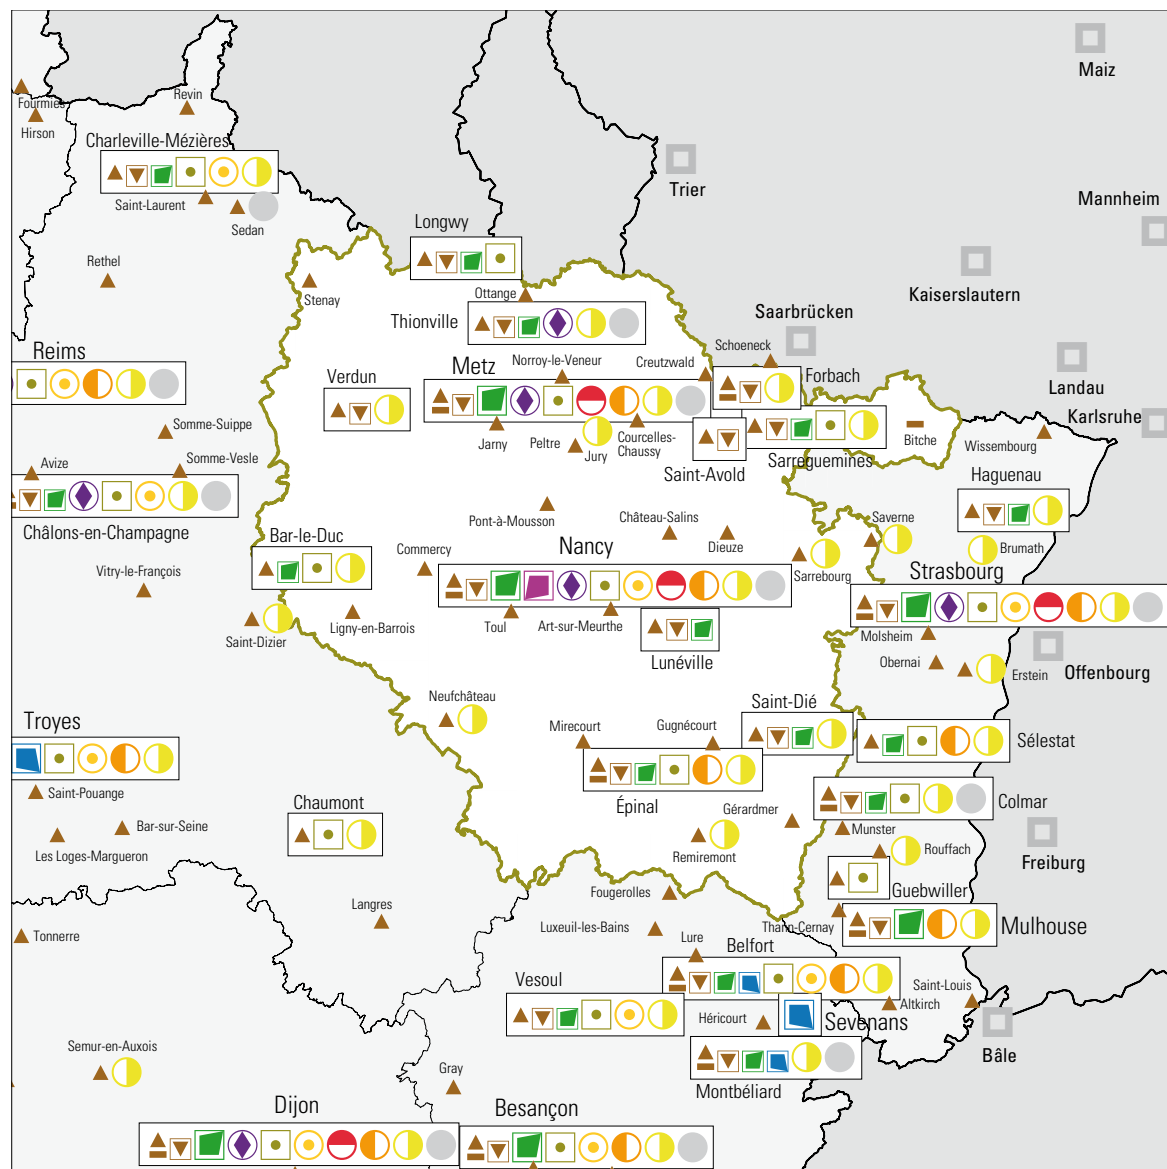 Maiz
Fourmies
Hirson
Revin
Charleville-Mézières
Trier
Saint-Laurent
Sedan
Mannheim
Longwy
Rethel
Stenay
Ottange
Kaiserslautern
Thionville
Saarbrücken
Schoeneck
Reims
Norroy-le-Veneur
Metz
Creutzwald
Forbach
Landau
Verdun
Karlsruhe
Somme-Suippe
Jarny
Peltre
Jury
Courcelles-
Chaussy
Saint-Avold
Sarreguemines
Bitche
Wissembourg
Avize
Somme-Vesle
Haguenau
Châlons-en-Champagne
Pont-à-Mousson
Château-Salins
Dieuze
Saverne
Bar-le-Duc
Commercy
Nancy
Sarrebourg
Brumath
Vitry-le-François
Strasbourg
Saint-Dizier
Ligny-en-Barrois
Toul
Art-sur-Meurthe
Lunéville
Molsheim
Obernai
Erstein
Offenbourg
Neufchâteau
Saint-Dié
Troyes
Mirecourt
Gugnécourt
Sélestat
Saint-Pouange
Chaumont
Épinal
Gérardmer
Colmar
Bar-sur-Seine
Les Loges-Margueron
Remiremont
Munster
Rouffach
Freiburg
Fougerolles
Guebwiller
Langres
Luxeuil-les-Bains
Thann-Cernay
Mulhouse
Tonnerre
Lure
Belfort
Vesoul
Saint-Louis
Altkirch
Héricourt
Sevenans
Bâle
Semur-en-Auxois
Gray
Montbéliard
Dijon
Besançon